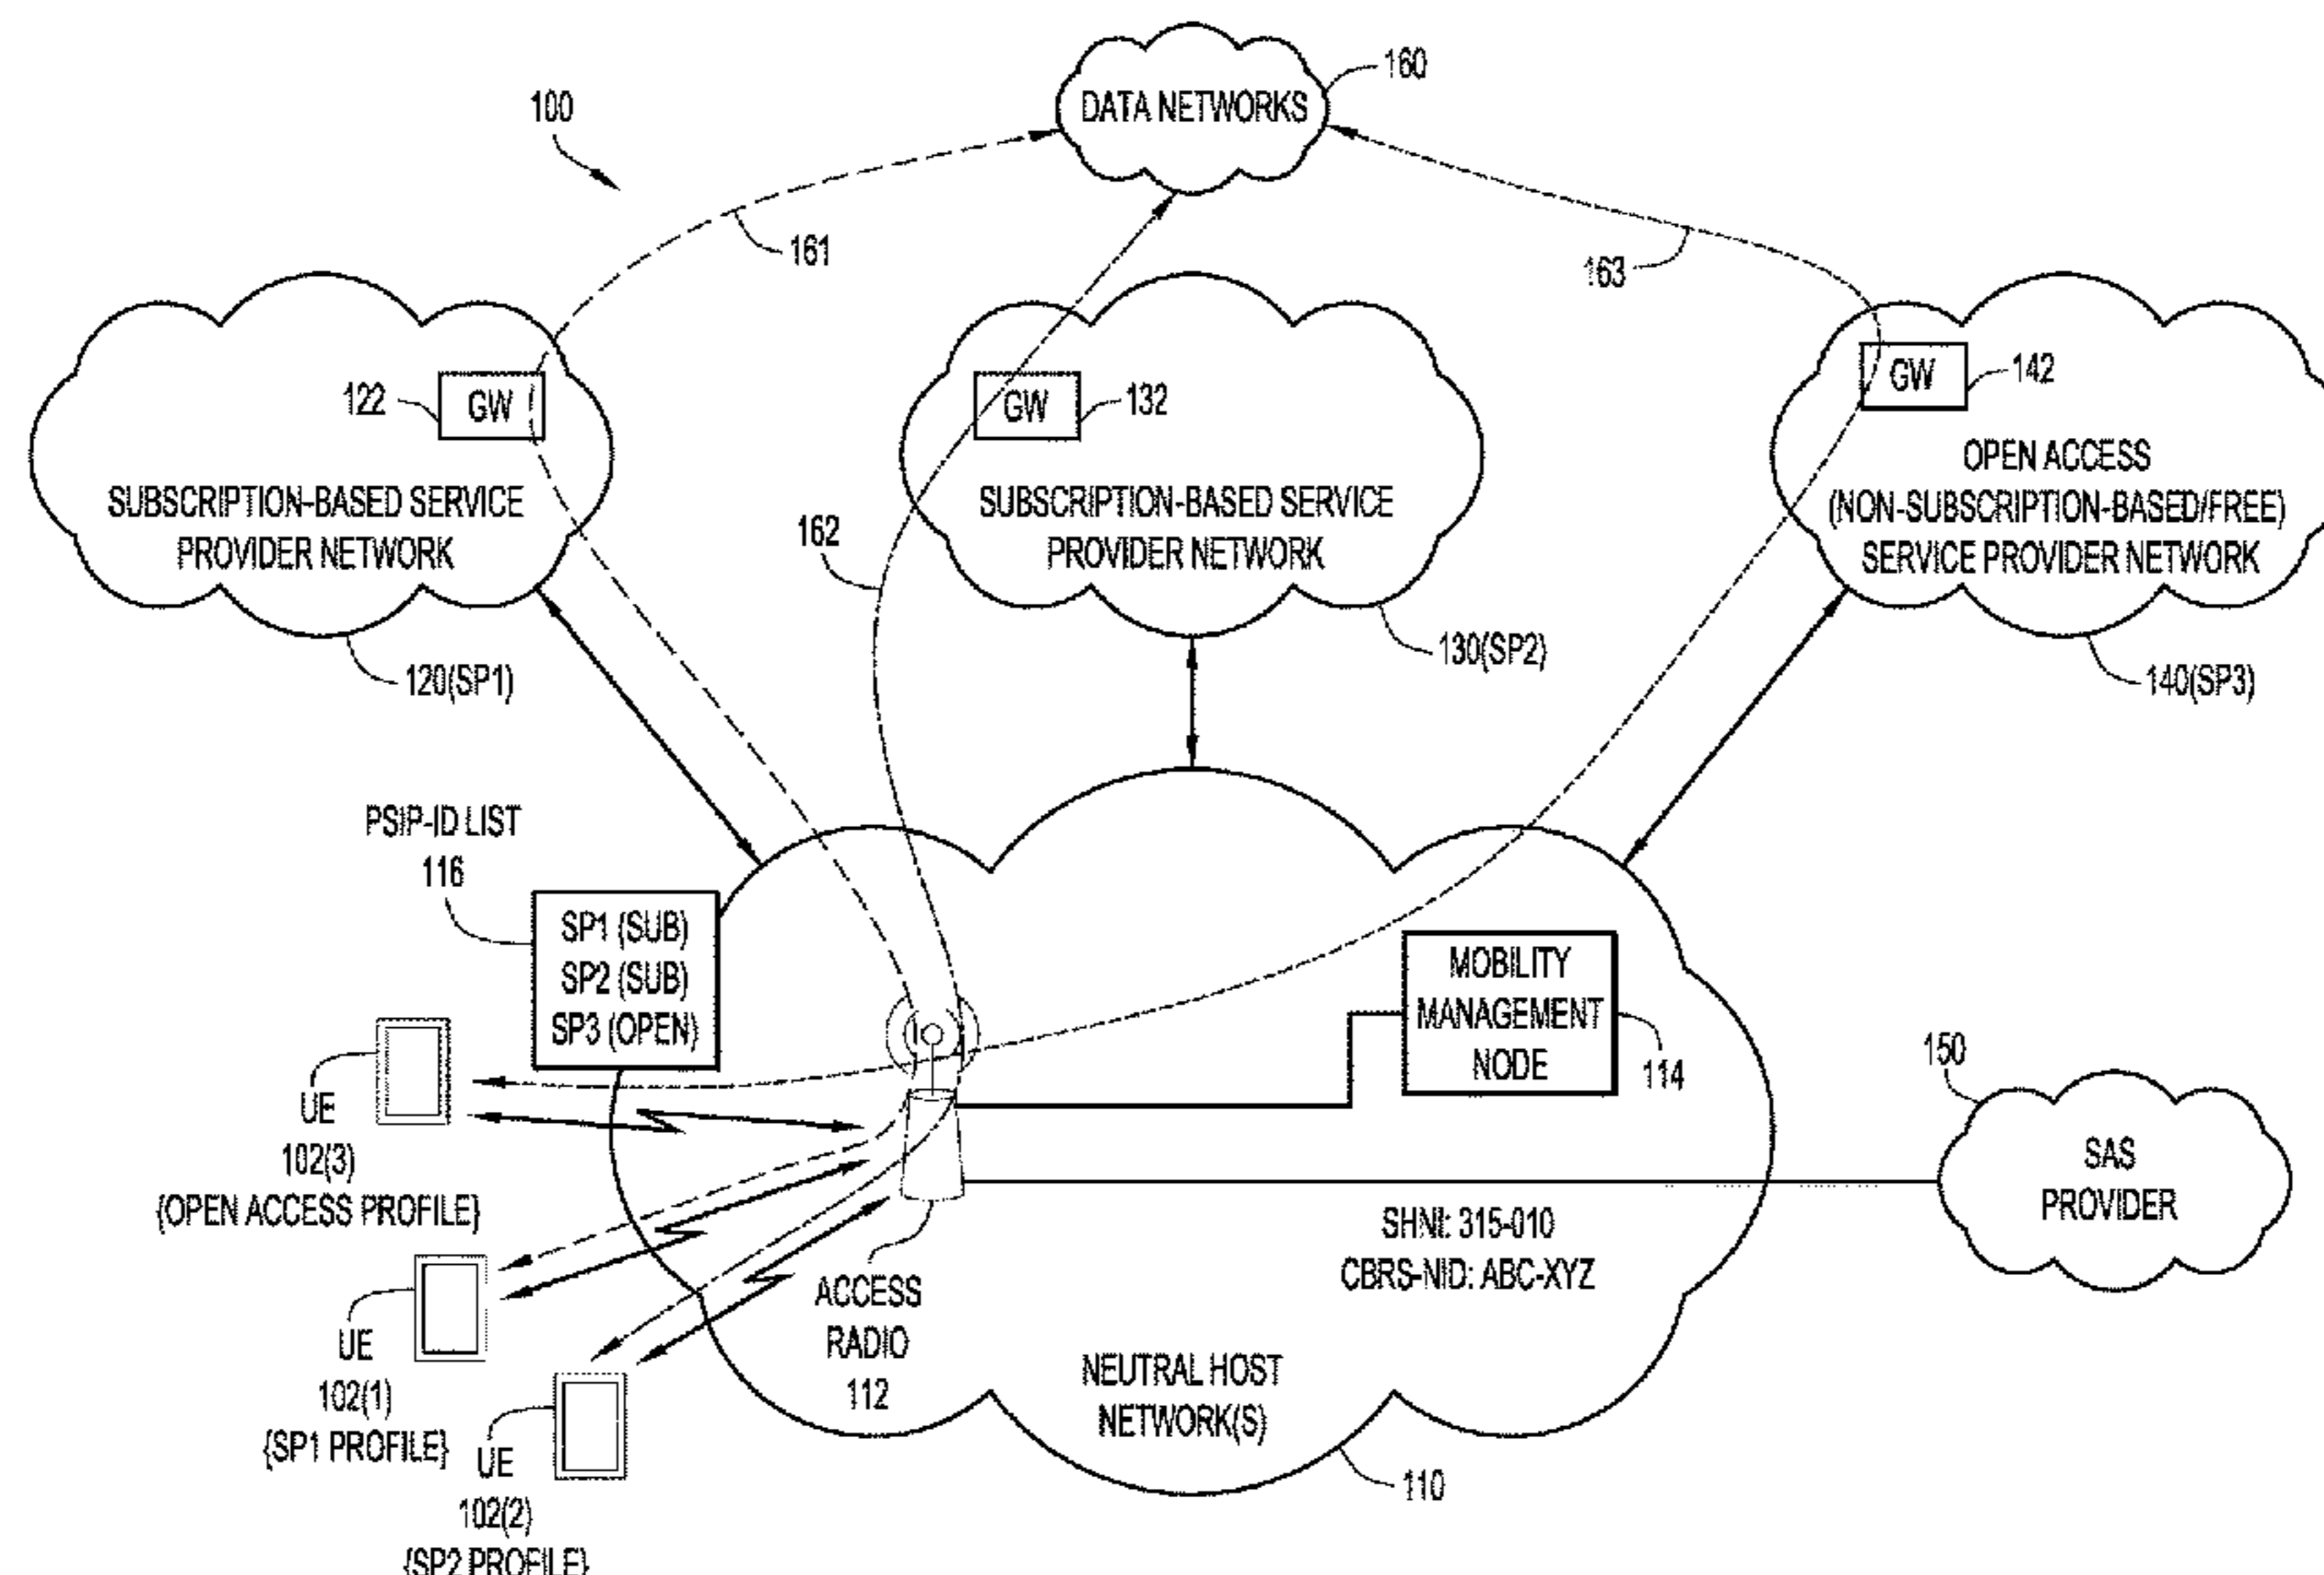 160
DATA NETWORKS
100
161
163
122
GW
132
GW
142
GW
SUBSCRIPTION-BASED SERVICE
PROVIDER NETWORK
SUBSCRIPTION-BASED SERVICE
PROVIDER NETWORK
OPEN ACCESS
(NON-SUBSCRIPTION-BASED/FREE)
SERVICE PROVIDER NETWORK
162
120(SP1)
130(SP2)
140(SP3)
PSIP-ID LIST
116
SP1 (SUB)
SP2 (SUB)
SP3 (OPEN)
MOBILITY
MANAGEMENT
NODE
114
150
SAS
PROVIDER
UE
102(3)
{OPEN ACCESS PROFILE}
UE
102(1)
{SP1 PROFILE}
UE
102(2)
{SP2 PROFILE}
ACCESS
RADIO
112
SHNI: 315-010
CBRS-NID: ABC-XYZ
NEUTRAL HOST
NETWORK(S)
110